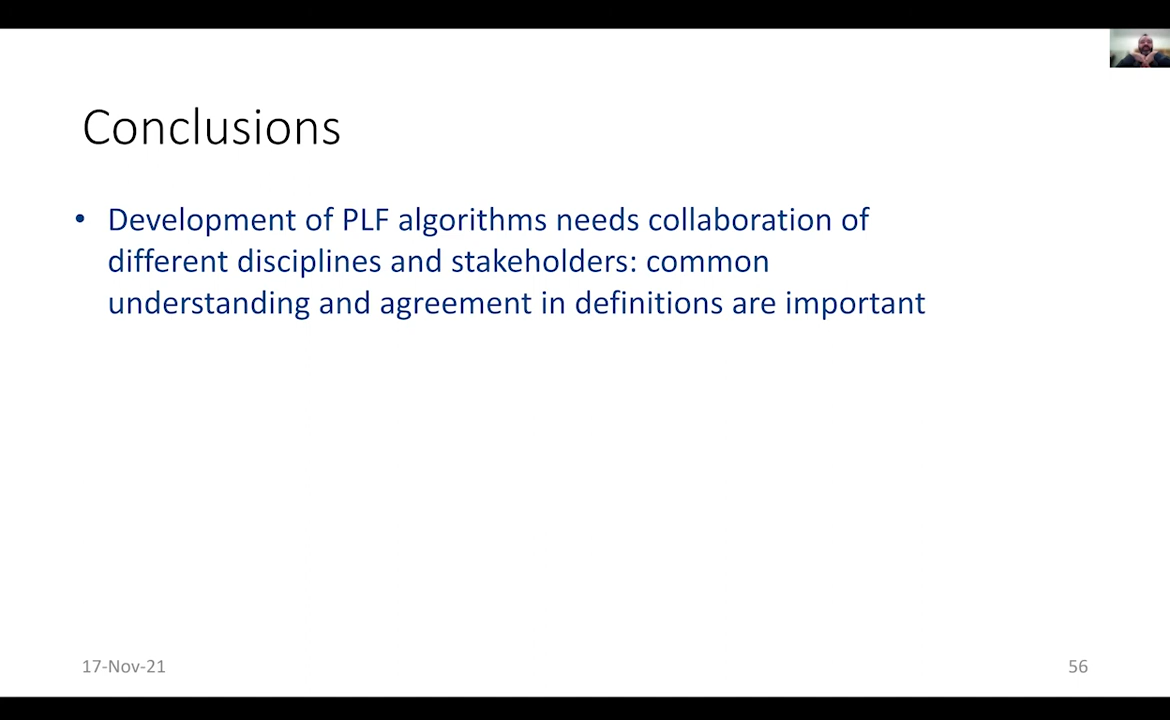 Conclusions
• Development of PLF algorithms needs collaboration of
different disciplines and stakeholders: common
understanding and agreement in definitions are important
17-Nov-21
56